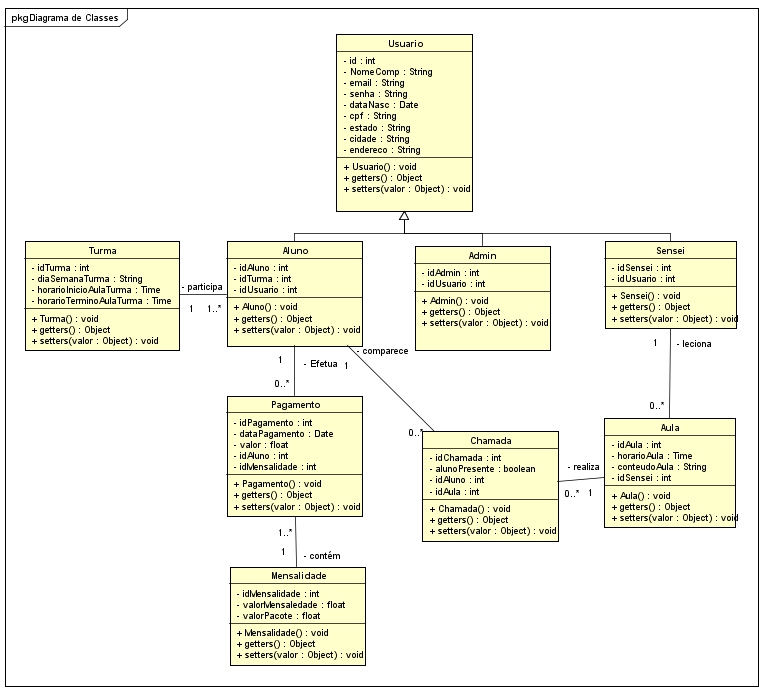 pkgDiagrama de Classes
Usuario
- id : int
- NomeComp : String
- email : String
- senha : String
- dataNasc : Date
- cpf : String
- estado : String
- cidade : String
- endereco : String
+ Usuario() : void
+ getters() : Object
+ setters(valor : Object) : void
Turma
- idTurma : int
- diaSemanaTurma : String
- horarioInicioAulaTurma : Time
- horarioTerminoAulaTurma : Time
+ Turma() : void
+ getters() : Object
+ setters(valor : Object) : void
- participa
1 1..*
Aluno
- idAluno : int
- idTurma : int
- idUsuario : int
+ Aluno() : void
+ getters() : Object
+ setters(valor : Object) : void
Admin
- idAdmin : int
- idUsuario : int
+ Admin() : void
+ getters() : Object
+ setters(valor : Object) : void
Sensei
- idSensei : int
- idUsuario : int
+ Sensei() : void
+ getters() : Object
+ setters(valor : Object) : void
1 - Efetua
0..*
1 - comparece
0..*
1 - leciona
0..*
Pagamento
- idPagamento : int
- dataPagamento : Date
- valor : float
- idAluno : int
- idMensalidade : int
+ Pagamento() : void
+ getters() : Object
+ setters(valor : Object) : void
Chamada
- idChamada : int
- alunoPresente : boolean
- idAluno : int
- idAula : int
+ Chamada() : void
+ getters() : Object
+ setters(valor : Object) : void
- realiza
0..* 1
Aula
- idAula : int
- horarioAula : Time
- conteudoAula : String
- idSensei : int
+ Aula() : void
+ getters() : Object
+ setters(valor : Object) : void
1..*
1 - contém
Mensalidade
- idMensalidade : int
- valorMensaledade : float
- valorPacote : float
+ Mensalidade() : void
+ getters() : Object
+ setters(valor : Object) : void